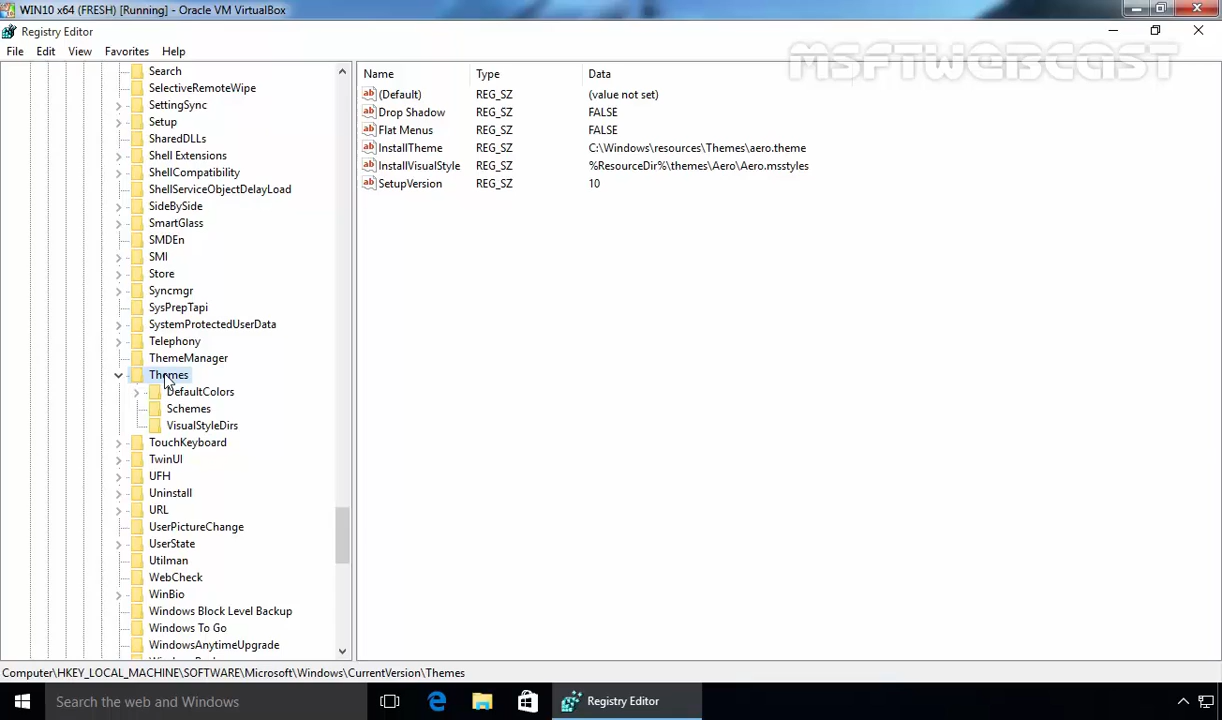 WIN10 x64 (FRESH) [Running] - Oracle VM VirtualBox
Registry Editor
File Edit View Favorites Help
MSFTWEBCAST
Search
SelectiveRemoteWipe
SettingSync
Setup
SharedDLLs
Shell Extensions
ShellCompatibility
ShellServiceObjectDelayLoad
SideBySide
SmartGlass
SMDEn
SMI
Store
Syncmgr
SysPrepTapi
SystemProtectedUserData
Telephony
ThemeManager
Themes
DefaultColors
Schemes
VisualStyleDirs
TouchKeyboard
TwinUI
UFH
Uninstall
URL
UserPictureChange
UserState
Utilman
WebCheck
WinBio
Windows Block Level Backup
Windows To Go
WindowsAnytimeUpgrade
Name Type Data
(Default) REG_SZ (value not set)
Drop Shadow REG_SZ FALSE
Flat Menus REG_SZ FALSE
InstallTheme REG_SZ C:\Windows\resources\Themes\aero.theme
InstallVisualStyle REG_SZ %ResourceDir%\themes\Aero\Aero.msstyles
SetupVersion REG_SZ 10
Computer\HKEY_LOCAL_MACHINE\SOFTWARE\Microsoft\Windows\CurrentVersion\Themes
Search the web and Windows
Registry Editor